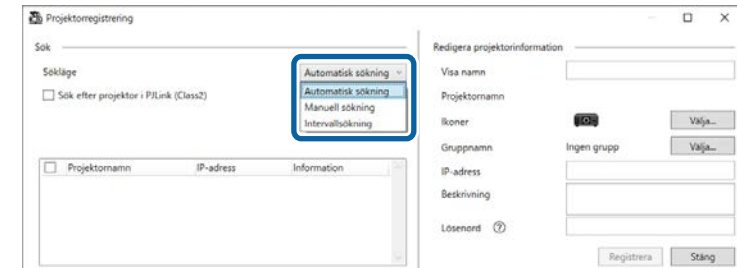 Projektorregistrering
Sök
Sökläge
Automatisk sökning
Sök efter projektor i PJLink (Class2)
Automatisk sökning
Manuell sökning
Intervallsökning
Projektornamn IP-adress Information
Redigera projektorinformation
Visa namn
Projektornamn
Ikoner Välja...
Gruppnamn Ingen grupp Välja...
IP-adress
Beskrivning
Lösenord ?
Registrera Stäng